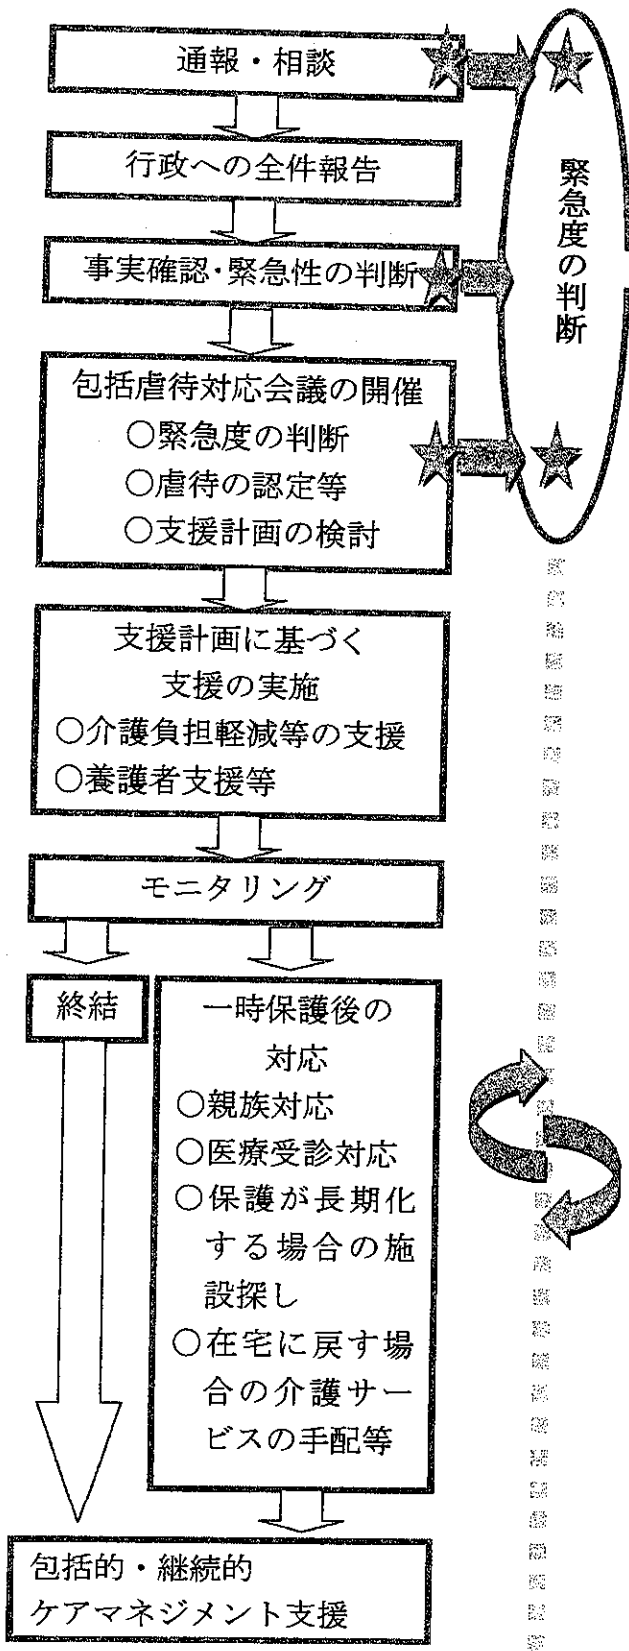 通報・相談
行政への全件報告
事実確認・緊急性の判断
包括虐待対応会議の開催
○緊急度の判断
○虐待の認定等
○支援計画の検討
緊急度の判断
支援計画に基づく
支援の実施
○介護負担軽減等の支援
○養護者支援等
モニタリング
終結
一時保護後の
対応
○親族対応
○医療受診対応
○保護が長期化
する場合の施
設探し
○在宅に戻す場
合の介護サー
ビスの手配等
包括的・継続的
ケアマネジメント支援